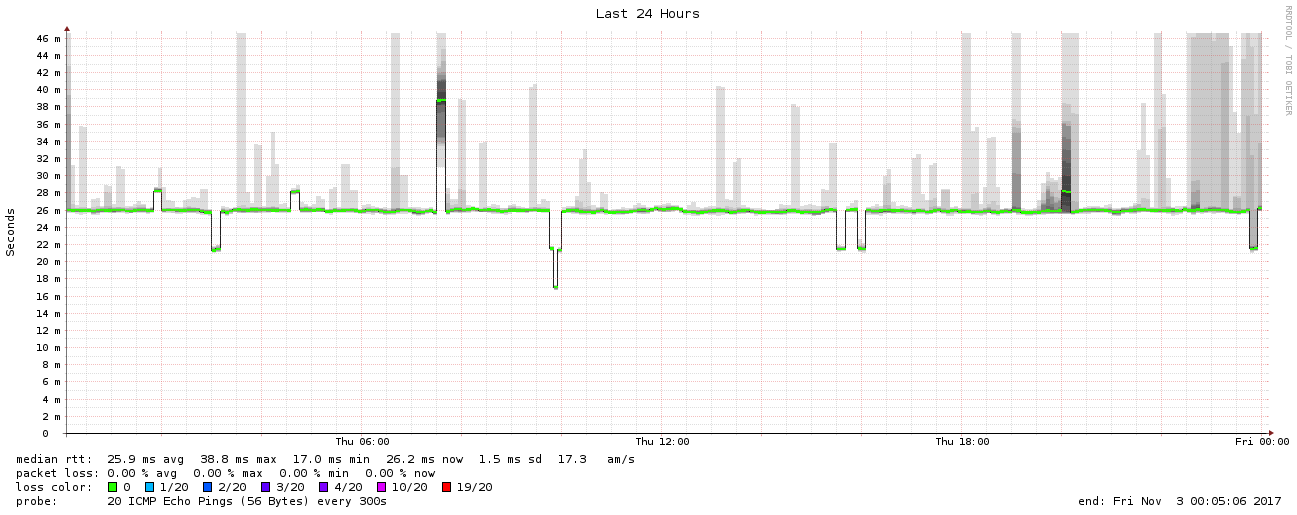 Last 24 Hours
RRDTOOL / TOBI OETIKER
Seconds
46 m
44 m
42 m
40 m
38 m
36 m
34 m
32 m
30 m
28 m
26 m
24 m
22 m
20 m
18 m
16 m
14 m
12 m
10 m
8 m
6 m
4 m
2 m
0
Thu 06:00 Thu 12:00 Thu 18:00 Fri 00:00
median rtt: 25.9 ms avg 38.8 ms max 17.0 ms min 26.2 ms now 1.5 ms sd 17.3 am/s
packet loss: 0.00 % avg 0.00 % max 0.00 % min 0.00 % now
loss color: 0 1/20 2/20 3/20 4/20 10/20 19/20
probe: 20 ICMP Echo Pings (56 Bytes) every 300s end: Fri Nov 3 00:05:06 2017